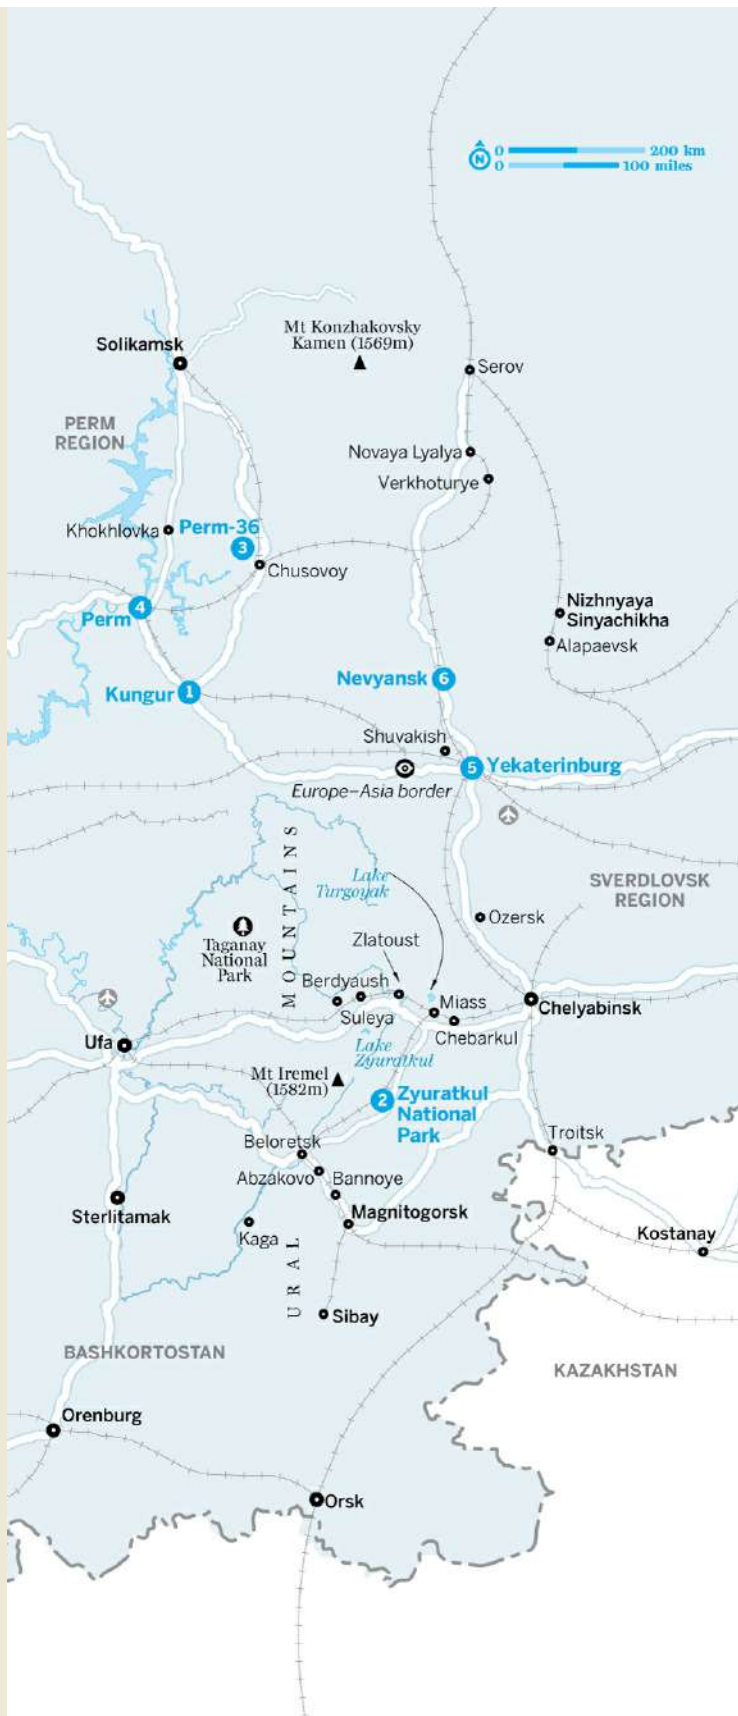 0 200 km
N
0 100 miles
Mt Konzhakovsky
Kamen (1569m)
Solikamsk
Serov
PERM
REGION
Novaya Lyalya
Verkhoturye
Khokhlovka
Perm-36
3
Chusovoy
Nizhnyaya
Sinyachikha
4
Perm
Alapaevsk
Nevyansk 6
Kungur 1
Shuvakish
5 Yekaterinburg
Europe–Asia border
MOUNTAINS
Lake
Turgoyak
SVERDLOVSK
REGION
Ozersk
Taganay
National
Park
Zlatoust
Berdyaush
Suleya
Miass
Chelyabinsk
Chebarkul
Ufa
Lake
Zyuratkul
Mt Iremel
(1582m)
2 Zyuratkul
National
Park
Troitsk
Beloretsk
Abzakovo
Bannoye
Sterlitamak
Magnitogorsk
Kaga
Kostanay
URAL
Sibay
BASHKORTOSTAN
KAZAKHSTAN
Orenburg
Orsk